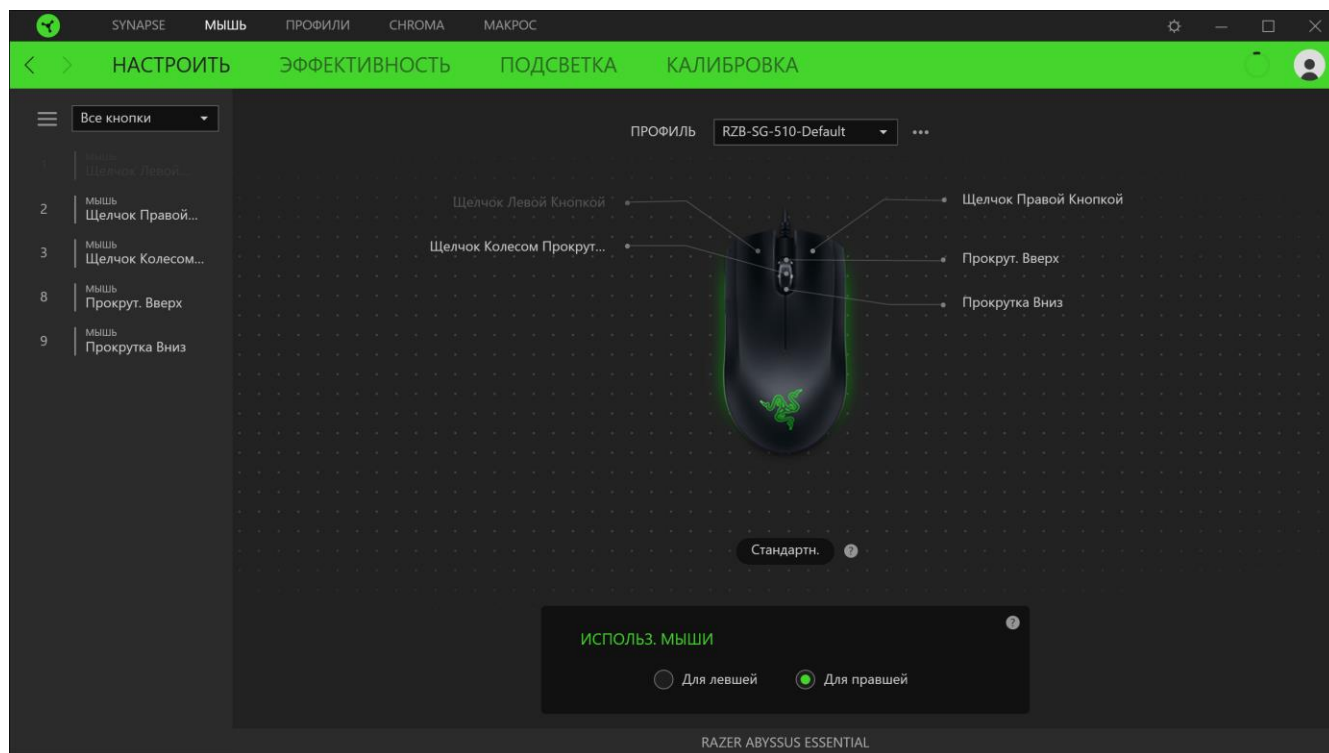 SYNAPSE МЫШЬ ПРОФИЛИ CHROMA МАКРОС
НАСТРОИТЬ ЭФФЕКТИВНОСТЬ ПОДСВЕТКА КАЛИБРОВКА
Все кнопки
ПРОФИЛЬ RZB-SG-510-Default
1 МЫШЬ
Щелчок Левой...
2 МЫШЬ
Щелчок Правой...
3 МЫШЬ
Щелчок Колесом...
8 МЫШЬ
Прокрут. Вверх
9 МЫШЬ
Прокрутка Вниз
Щелчок Левой Кнопкой
Щелчок Колесом Прокрут...
Щелчок Правой Кнопкой
Прокрут. Вверх
Прокрутка Вниз
Стандартн. ?
?
ИСПОЛЬЗ. МЫШИ
Для левшей Для правшей
RAZER ABYSSUS ESSENTIAL